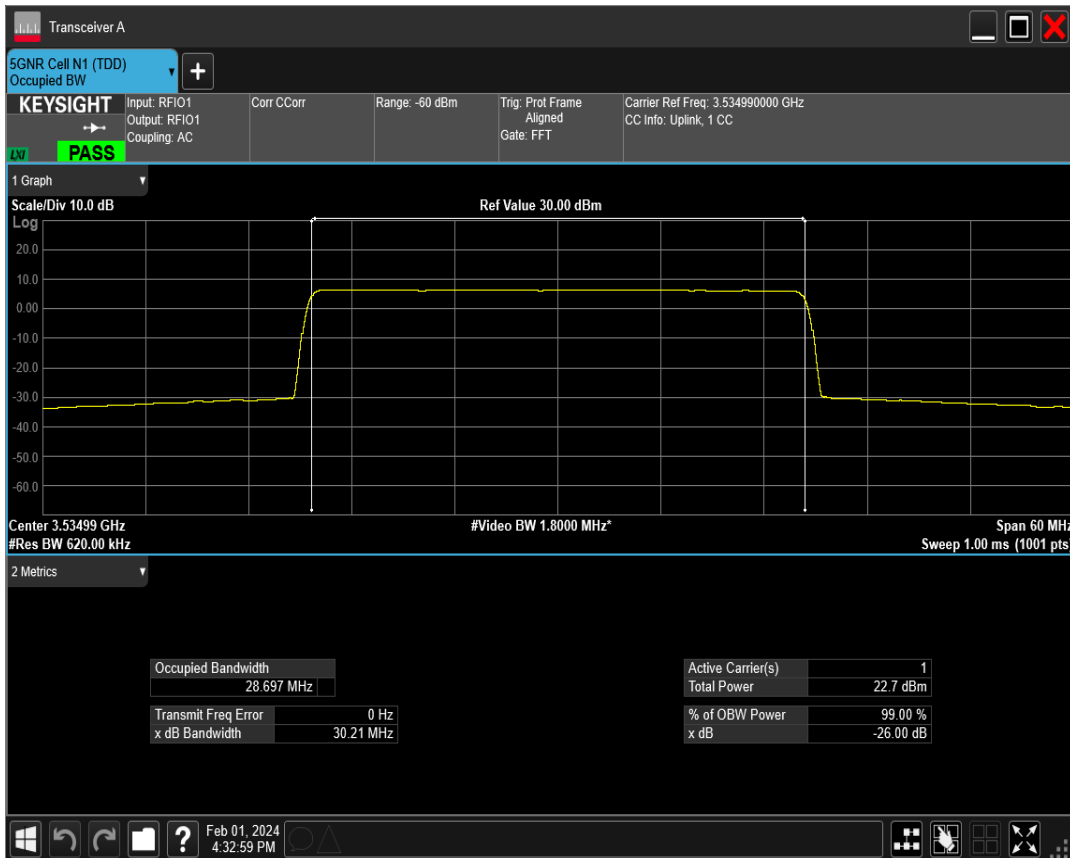 Transceiver A
5GNR Cell N1 (TDD)
Occupied BW
+
KEYSIGHT
LXI
PASS
Input: RFIO1
Output: RFIO1
Coupling: AC
Corr CCorr
Range: -60 dBm
Trig: Prot Frame
Aligned
Gate: FFT
Carrier Ref Freq: 3.534990000 GHz
CC Info: Uplink, 1 CC
1 Graph
Scale/Div 10.0 dB
Ref Value 30.00 dBm
Log
20.0
10.0
0.00
-10.0
-20.0
-30.0
-40.0
-50.0
-60.0
Center 3.53499 GHz
#Video BW 1.8000 MHz*
Span 60 MHz
#Res BW 620.00 kHz
Sweep 1.00 ms (1001 pts)
2 Metrics
Occupied Bandwidth
28.697 MHz
Transmit Freq Error 0 Hz
x dB Bandwidth 30.21 MHz
Active Carrier(s) 1
Total Power 22.7 dBm
% of OBW Power 99.00 %
x dB -26.00 dB
?
Feb 01, 2024
4:32:59 PM